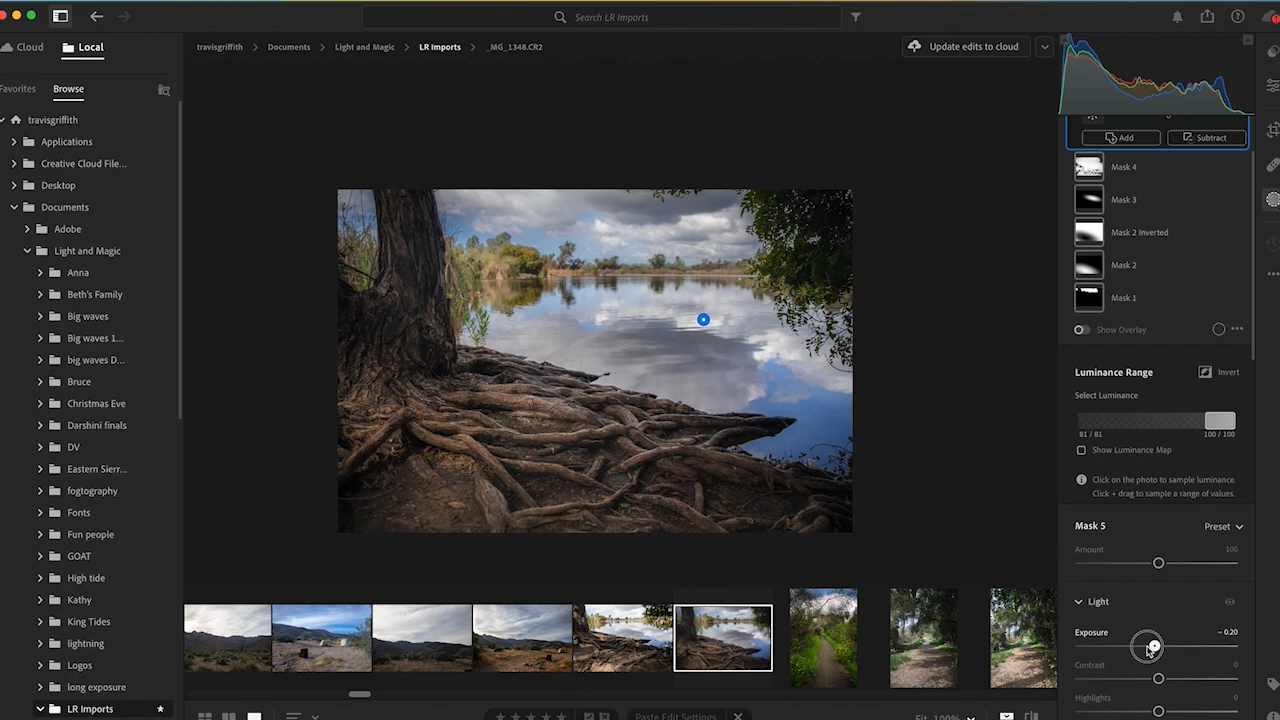 Search LR Imports
Cloud
Local
travisgriffith > Documents > Light and Magic > LR Imports > _MG_1348.CR2
Update edits to cloud
Favorites
Browse
travisgriffith
Applications
Creative Cloud File...
Desktop
Documents
Adobe
Light and Magic
Anna
Beth's Family
Big waves
Big waves 1...
big waves D...
Bruce
Christmas Eve
Darshini finals
DV
Eastern Sierr...
fogtography
Fonts
Fun people
GOAT
High tide
Kathy
King Tides
lightning
Logos
long exposure
LR Imports
Add
Subtract
Mask 4
Mask 3
Mask 2 Inverted
Mask 2
Mask 1
Show Overlay
Luminance Range
Invert
Select Luminance
81 / 81
100 / 100
Show Luminance Map
Click on the photo to sample luminance.
Click + drag to sample a range of values.
Mask 5
Preset
Amount
100
Light
Exposure
– 0.20
Contrast
0
Highlights
0
Paste Edit Settings
Fit
100%